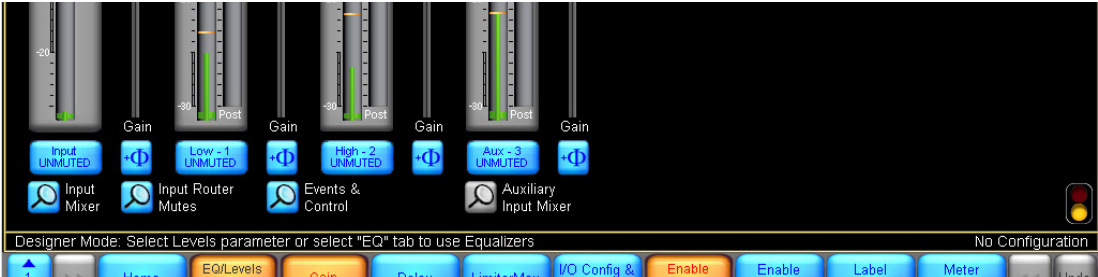 -20
-30 Post
-30 Post
-30
Post
Gain
Gain
Gain
Gain
Input
UNMUTED
+Φ
Low - 1
UNMUTED
+Φ
High - 2
UNMUTED
+Φ
Aux - 3
UNMUTED
+Φ
Input
Mixer
Input Router
Mutes
Events &
Control
Auxiliary
Input Mixer
Designer Mode: Select Levels parameter or select "EQ" tab to use Equalizers
No Configuration
1
>>
Home
EQ/Levels
Gain
Delay
LimiterMax
I/O Config &
Enable
Enable
Label
Meter
<<
Undo